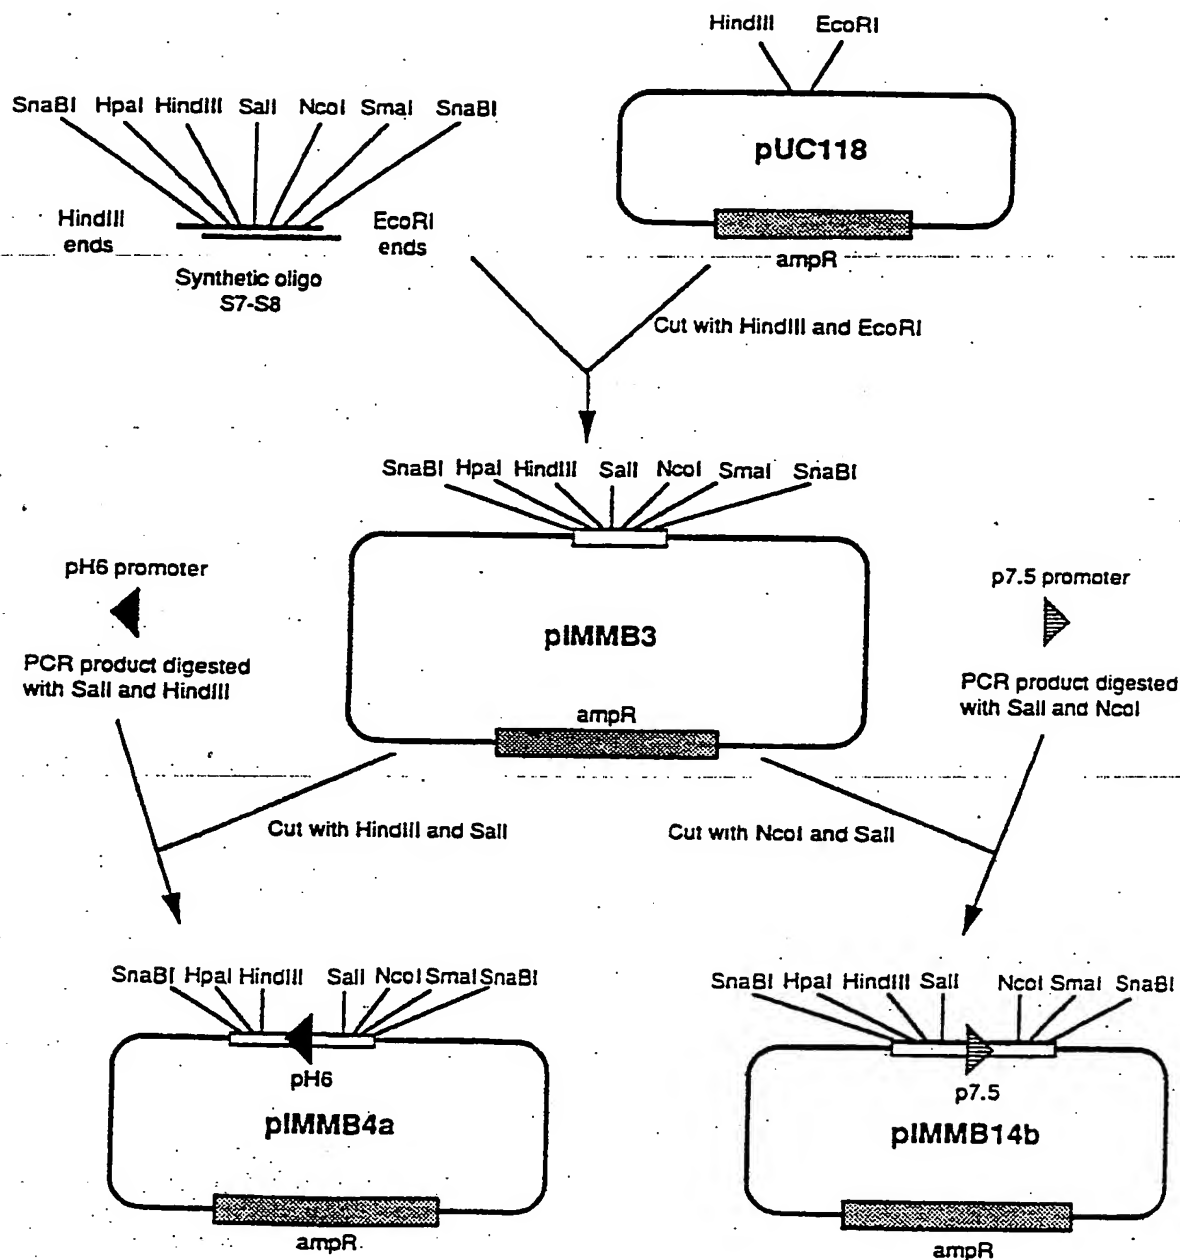 HindIII EcoRI
SnaBI HpaI HindIII SalI NcoI SmaI SnaBI
pUC118
HindIII
ends
EcoRI
ends
ampR
Synthetic oligo
S7-S8
Cut with HindIII and EcoRI
SnaBI HpaI HindIII SalI NcoI SmaI SnaBI
pH6 promoter
p7.5 promoter
pIMMB3
PCR product digested
with SalI and HindIII
PCR product digested
with SalI and NcoI
ampR
Cut with HindIII and SalI
Cut with NcoI and SalI
SnaBI HpaI HindIII SalI NcoI SmaI SnaBI
SnaBI HpaI HindIII SalI NcoI SmaI SnaBI
pH6
p7.5
pIMMB4a
pIMMB14b
ampR
ampR